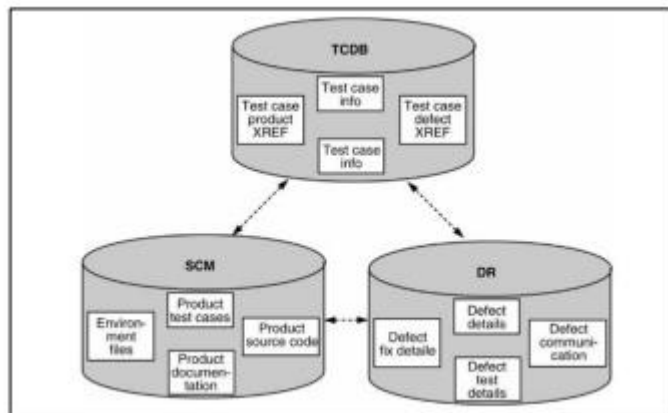 TCDB
Test case
info
Test case
product
XREF
Test case
defect
XREF
Test case
info
SCM
Product
test cases
Environ-
ment
files
Product
source code
Product
documen-
tation
DR
Defect
details
Defect
fix detaile
Defect
communi-
cation
Defect
test
details